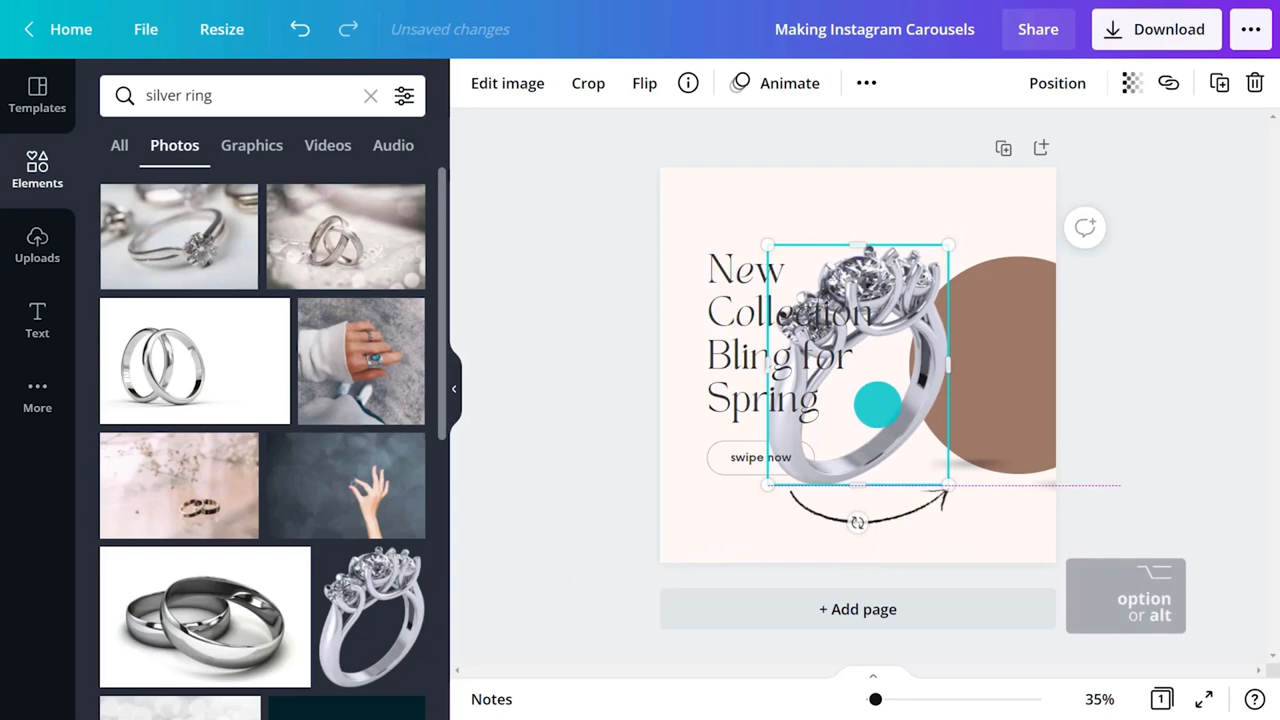 Home
File
Resize
Unsaved changes
Making Instagram Carousels
Share
Download
Templates
Elements
Uploads
Text
More
silver ring
All
Photos
Graphics
Videos
Audio
Edit image
Crop
Flip
Animate
Position
New
Collection
Bling for
Spring
swipe now
+ Add page
option
or alt
Notes
35%
1